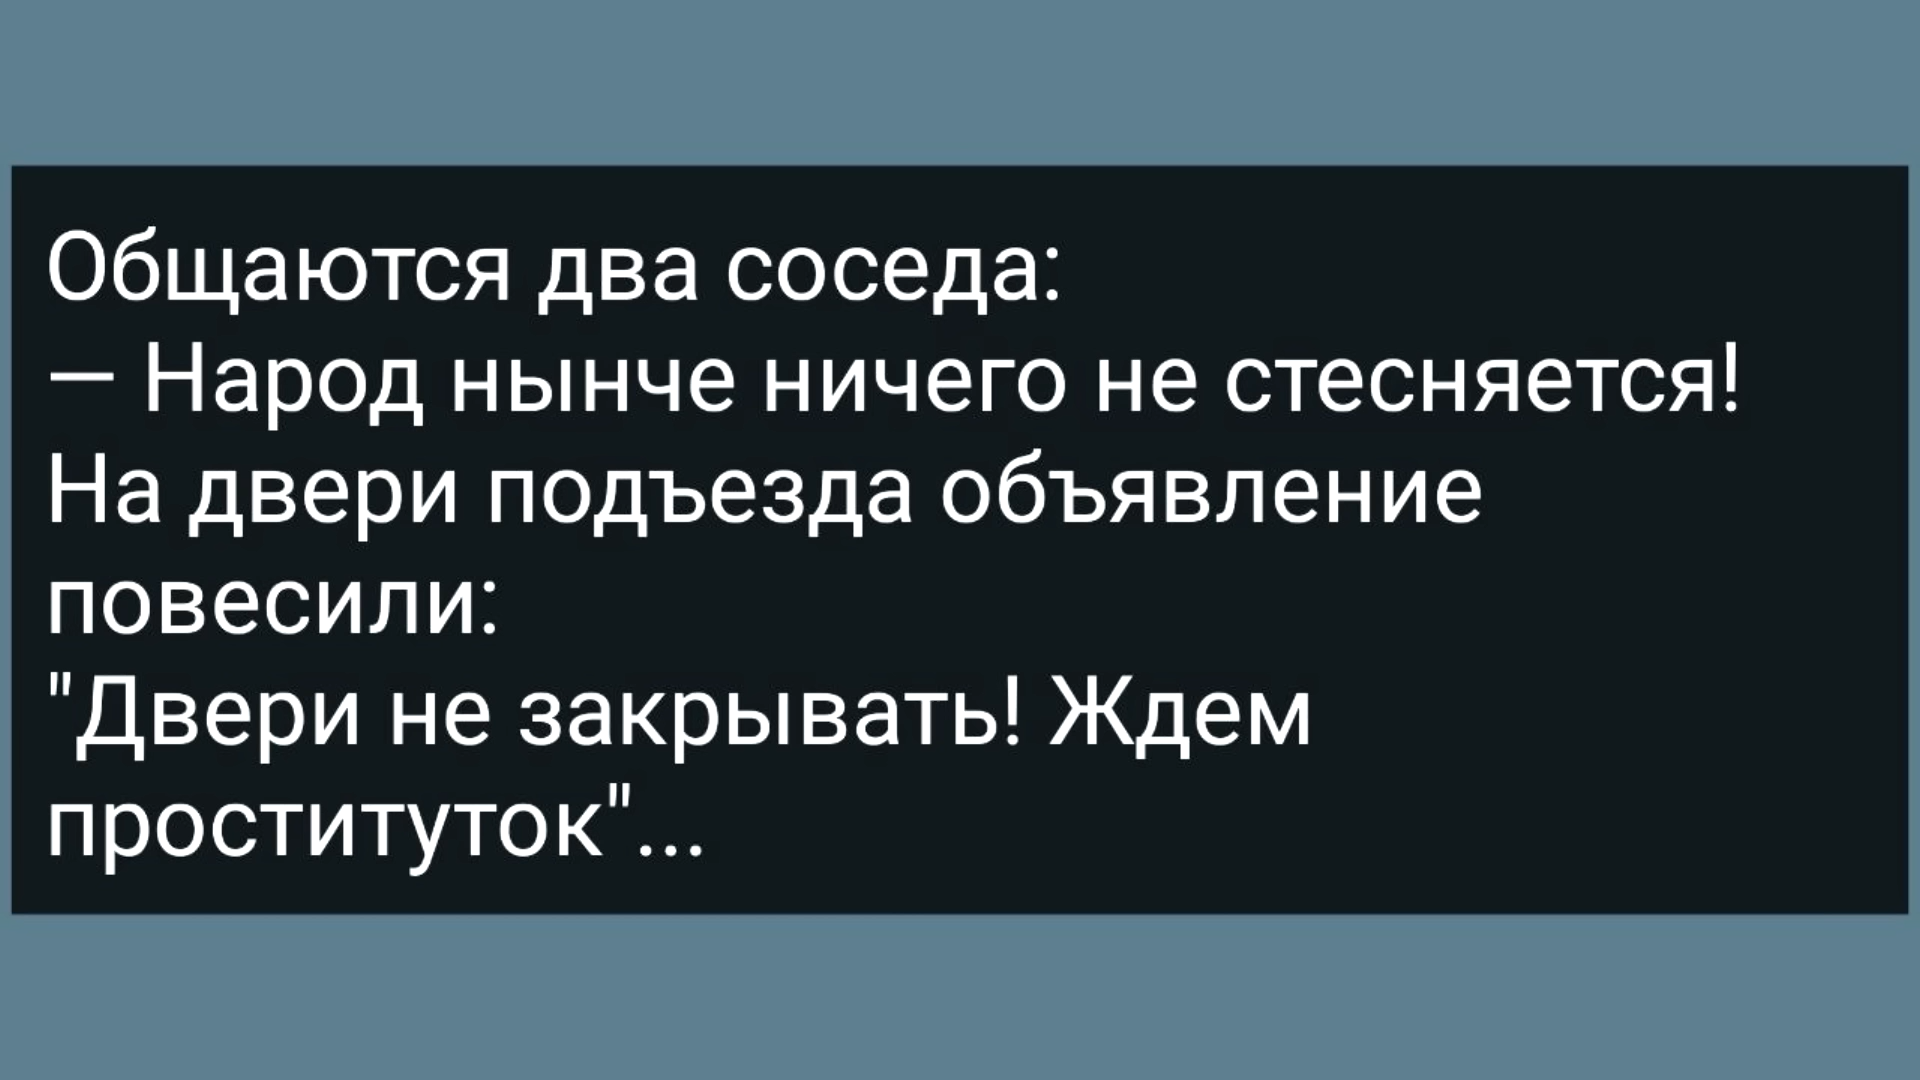 Общаются два соседа:
— Народ нынче ничего не стесняется!
На двери подъезда объявление
повесили:
"Двери не закрывать! Ждем
проституток"...